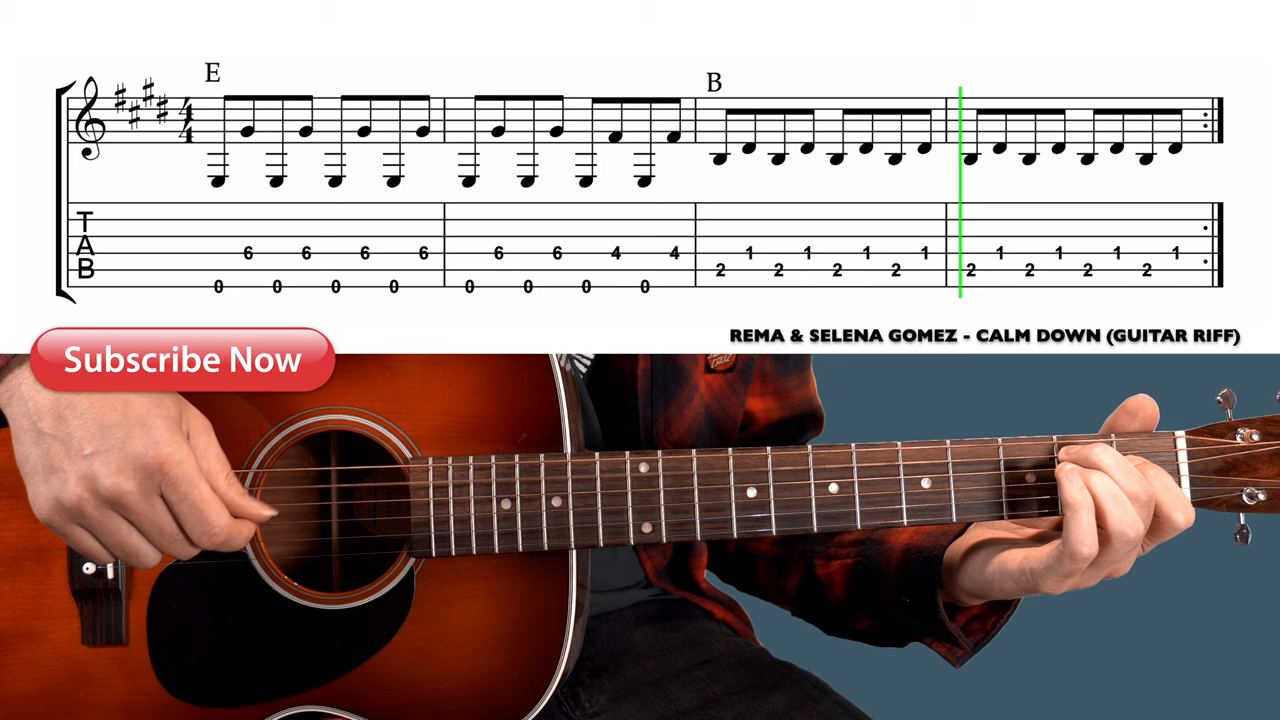 E B
4
4
T 6 6 6 6 6 6 4 4 1 1 1 1 1 1 1 1
A
B 2 2 2 2 2 2 2 2
0 0 0 0 0 0 0 0
REMA & SELENA GOMEZ - CALM DOWN (GUITAR RIFF)
Subscribe Now